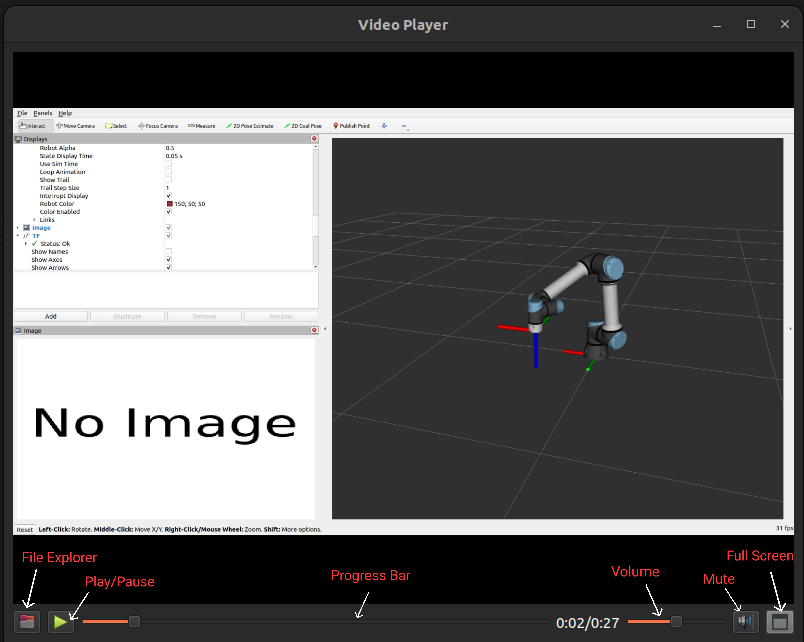 Video Player
File Panels Help
Interact Move Camera Select Focus Camera Measure 2D Pose Estimate 2D Goal Pose Publish Point
Displays
Robot Alpha 0.5
State Display Time 0.05 s
Use Sim Time
Loop Animation
Show Trail
Trail Step Size 1
Interrupt Display
Robot Color 150; 50; 50
Color Enabled
Links
Image
TF
Status: Ok
Show Names
Show Axes
Show Arrows
Add Duplicate Remove Rename
Image
No Image
Reset Left-Click: Rotate. Middle-Click: Move X/Y. Right-Click/Mouse Wheel: Zoom. Shift: More options.
31 fps
File Explorer
Play/Pause
Progress Bar
Volume
Mute
Full Screen
0:02/0:27